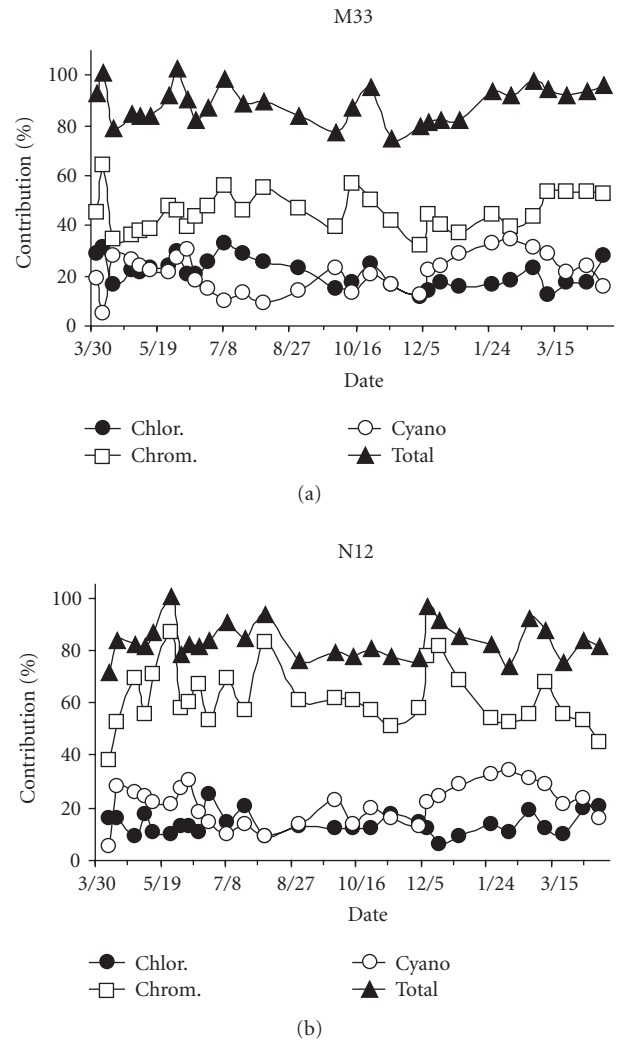 M33
Contribution (%)
100
80
60
40
20
0
3/30 5/19 7/8 8/27 10/16 12/5 1/24 3/15
Date
Chlor. Cyano
Chrom. Total
(a)
N12
Contribution (%)
100
80
60
40
20
0
3/30 5/19 7/8 8/27 10/16 12/5 1/24 3/15
Date
Chlor. Cyano
Chrom. Total
(b)